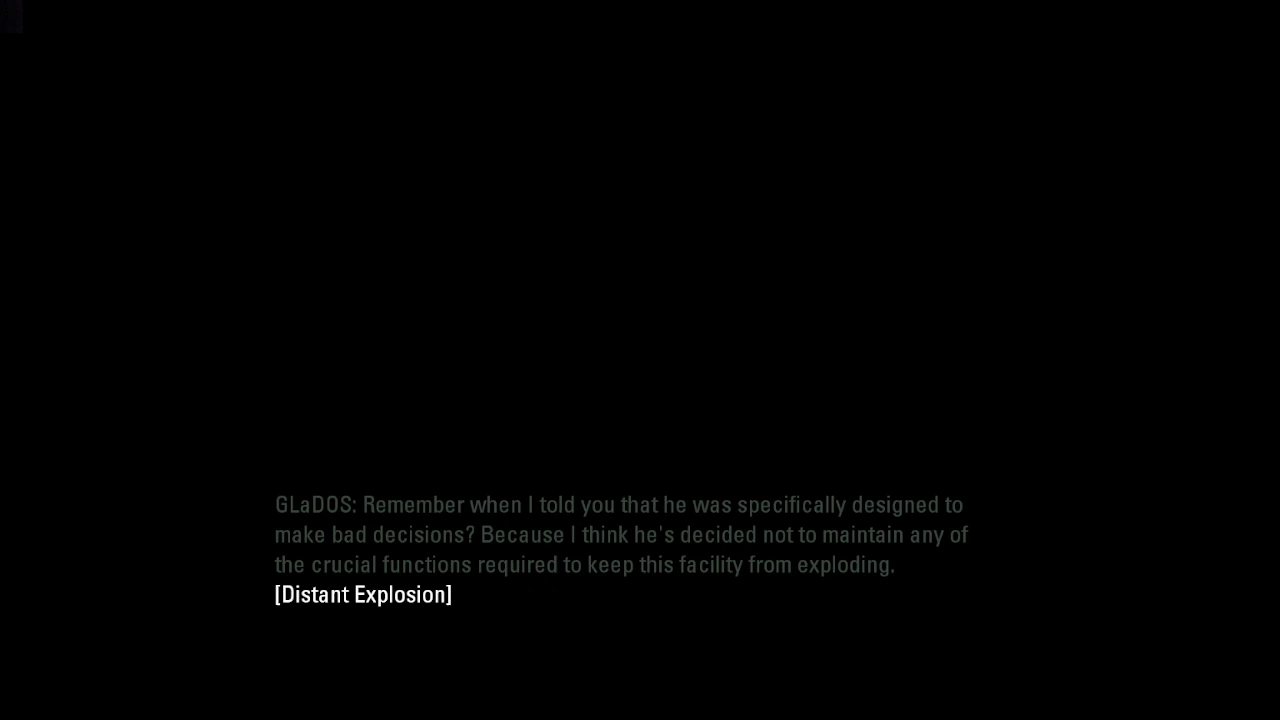 GLaDOS: Remember when I told you that he was specifically designed to
make bad decisions? Because I think he's decided not to maintain any of
the crucial functions required to keep this facility from exploding.
[Distant Explosion]